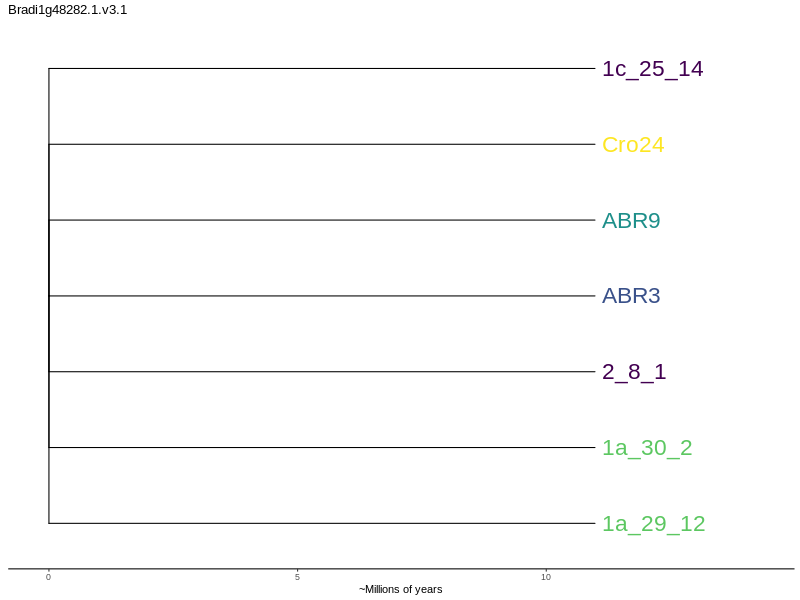 Bradi1g48282.1.v3.1
1c_25_14
Cro24
ABR9
ABR3
2_8_1
1a_30_2
1a_29_12
0 5 10
~Millions of years